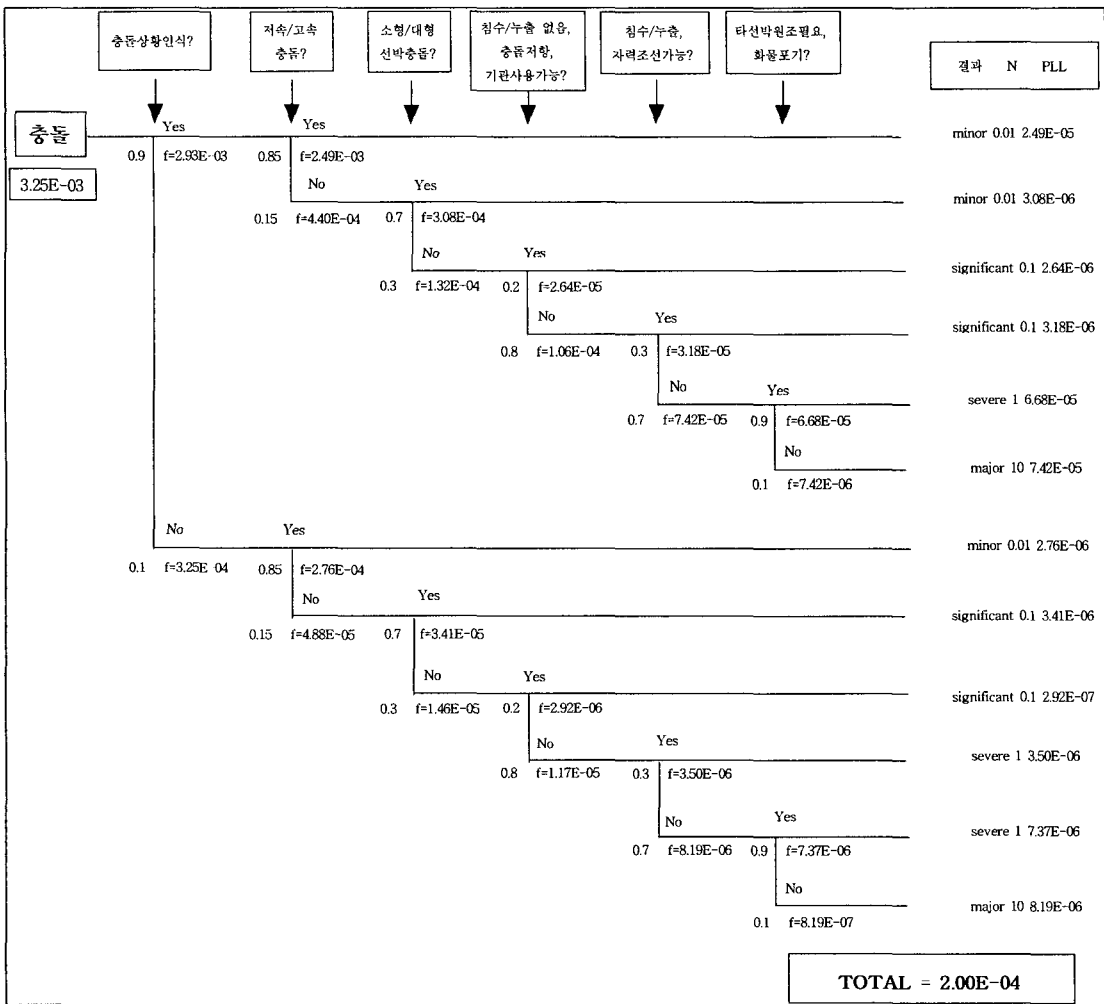 충돌상황인식?
저속/고속
충돌?
소형/대형
선박충돌?
침수/누출 없음,
충돌저항,
기관사용가능?
침수/누출,
자력조선가능?
타선박원조필요,
화물포기?
결과 N PLL
충돌
3.25E-03
Yes Yes
minor 0.01 2.49E-05
0.9 f=2.93E-03 0.85 f=2.49E-03
No Yes
minor 0.01 3.08E-06
0.15 f=4.40E-04 0.7 f=3.08E-04
No Yes
significant 0.1 2.64E-06
0.3 f=1.32E-04 0.2 f=2.64E-05
No Yes
significant 0.1 3.18E-06
0.8 f=1.06E-04 0.3 f=3.18E-05
No Yes
severe 1 6.68E-05
0.7 f=7.42E-05 0.9 f=6.68E-05
No
major 10 7.42E-05
0.1 f=7.42E-06
No Yes
minor 0.01 2.76E-06
0.1 f=3.25E-04 0.85 f=2.76E-04
No Yes
significant 0.1 3.41E-06
0.15 f=4.88E-05 0.7 f=3.41E-05
No Yes
significant 0.1 2.92E-07
0.3 f=1.46E-05 0.2 f=2.92E-06
No Yes
severe 1 3.50E-06
0.8 f=1.17E-05 0.3 f=3.50E-06
No Yes
severe 1 7.37E-06
0.7 f=8.19E-06 0.9 f=7.37E-06
No
major 10 8.19E-06
0.1 f=8.19E-07
TOTAL = 2.00E-04